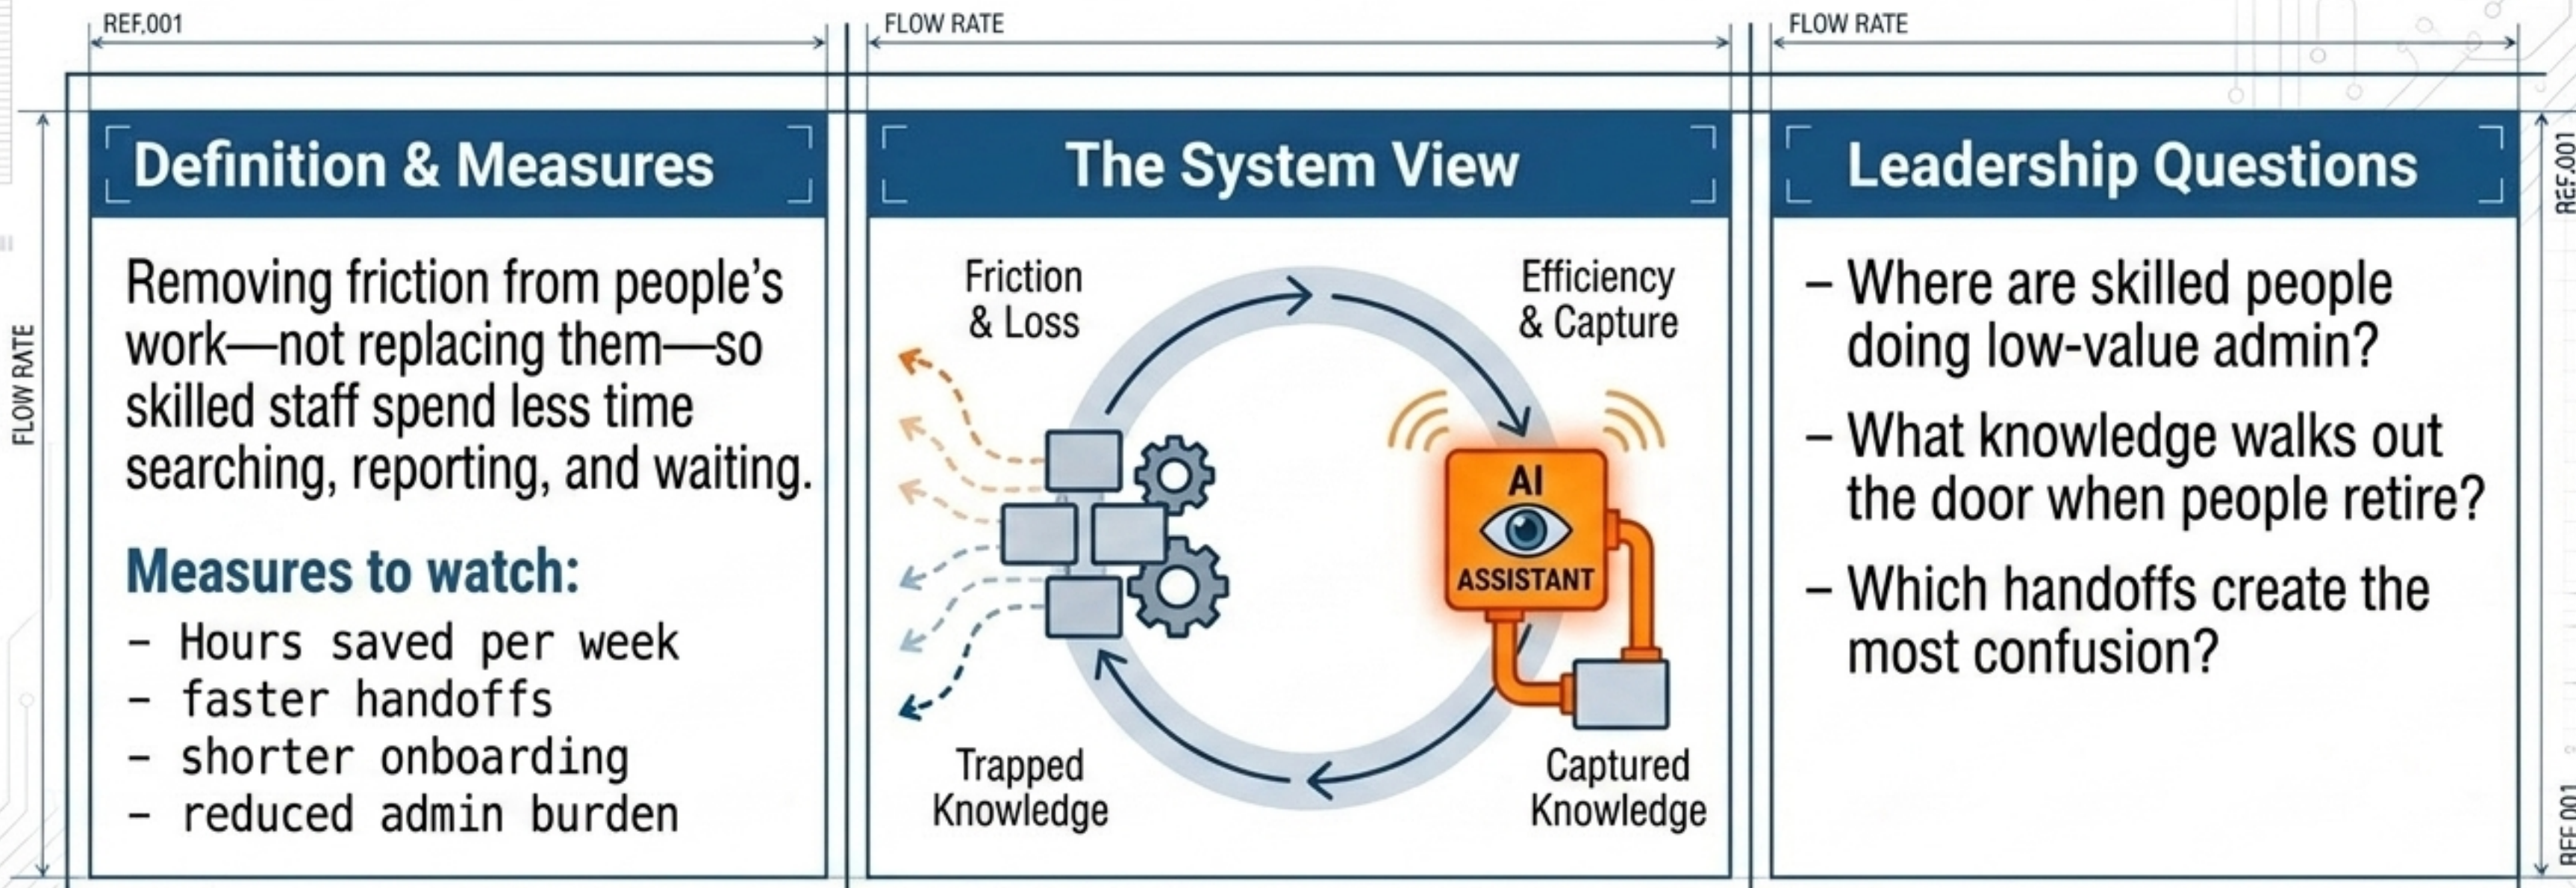 REF,001
FLOW RATE
FLOW RATE
FLOW RATE
Definition & Measures
Removing friction from people's
work—not replacing them—so
skilled staff spend less time
searching, reporting, and waiting.
Measures to watch:
- Hours saved per week
- faster handoffs
- shorter onboarding
- reduced admin burden
The System View
Friction
& Loss
Efficiency
& Capture
AI
ASSISTANT
Trapped
Knowledge
Captured
Knowledge
Leadership Questions
– Where are skilled people
doing low-value admin?
– What knowledge walks out
the door when people retire?
– Which handoffs create the
most confusion?
REF.001
REF.001